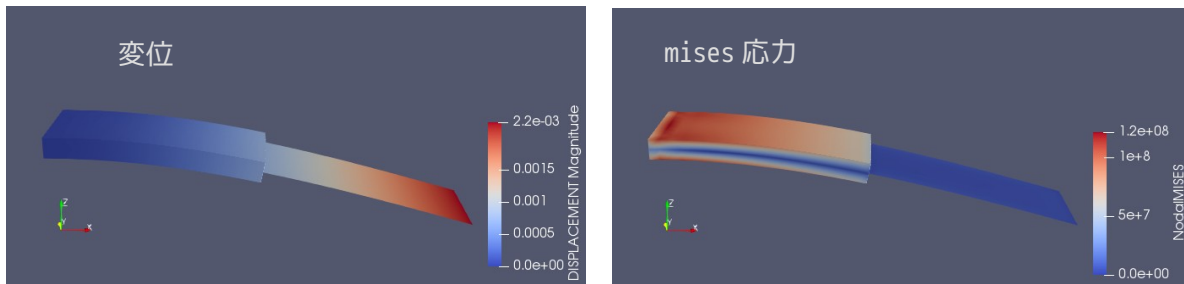 変位
2.2e-03
0.0015
0.001
0.0005
0.0e+00
DISPLACEMENT Magnitude
Z
Y
X
mises 応力
1.2e+08
1e+8
5e+7
0.0e+00
NodalMISES
Z
Y
X